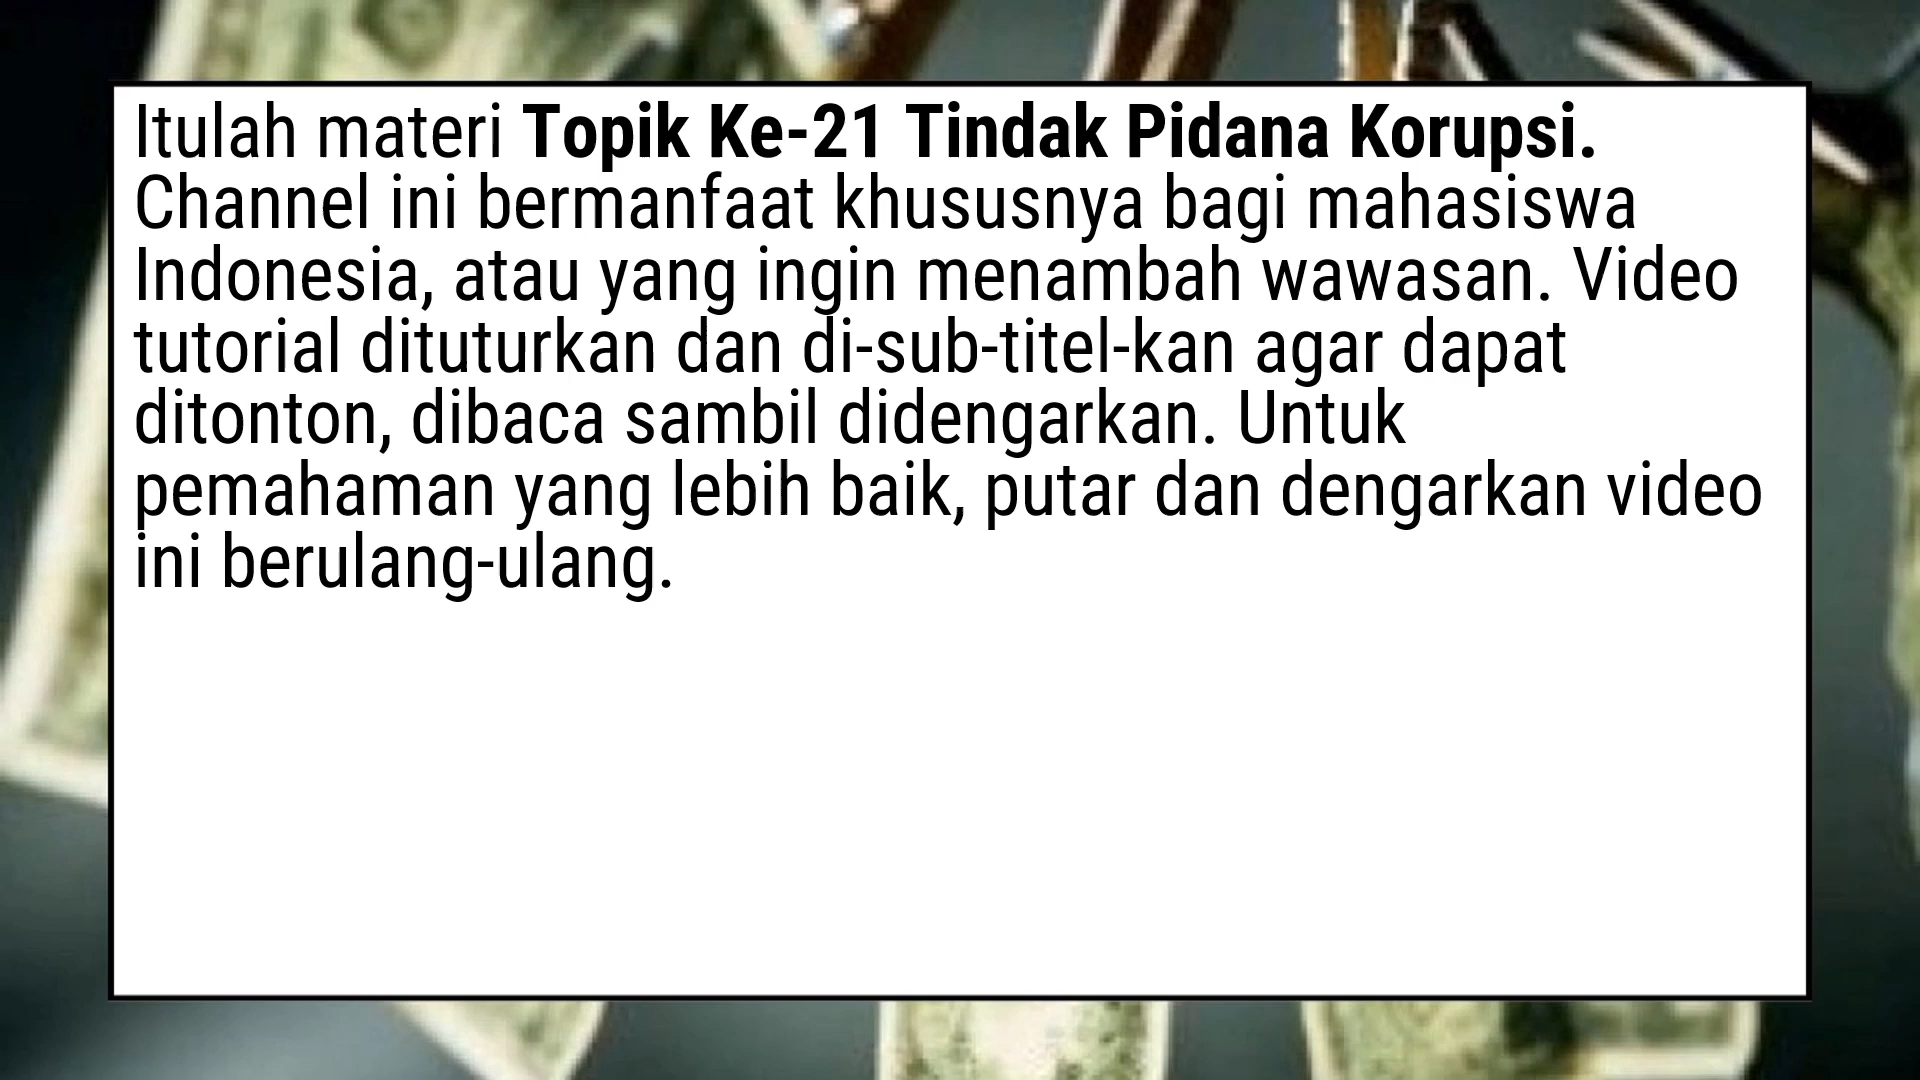 Itulah materi Topik Ke-21 Tindak Pidana Korupsi.
Channel ini bermanfaat khususnya bagi mahasiswa
Indonesia, atau yang ingin menambah wawasan. Video
tutorial dituturkan dan di-sub-titel-kan agar dapat
ditonton, dibaca sambil didengarkan. Untuk
pemahaman yang lebih baik, putar dan dengarkan video
ini berulang-ulang.